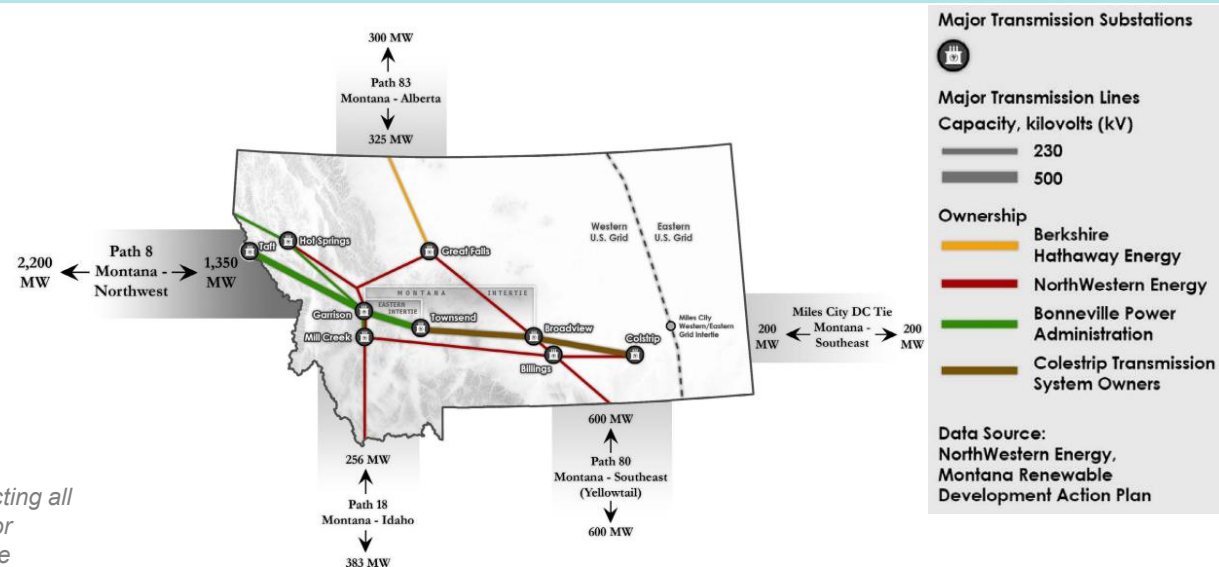 300 MW
Path 83
Montana - Alberta
325 MW
2,200
MW
Path 8
Montana -
Northwest
1,350
MW
Taft
Hot Springs
Great Falls
Western
U.S. Grid
Eastern
U.S. Grid
MONTANA INTERTIE
EASTERN
INTERTIE
Garrison
Townsend
Mill Creek
Broadview
Colstrip
Billings
Miles City
Western/Eastern
Grid Intertie
200
MW
Miles City DC Tie
Montana -
Southeast
200
MW
256 MW
Path 18
Montana - Idaho
383 MW
600 MW
Path 80
Montana - Southeast
(Yellowtail)
600 MW
cting all
or
e
Major Transmission Substations
Major Transmission Lines
Capacity, kilovolts (kV)
230
500
Ownership
Berkshire
Hathaway Energy
NorthWestern Energy
Bonneville Power
Administration
Colestrip Transmission
System Owners
Data Source:
NorthWestern Energy,
Montana Renewable
Development Action Plan